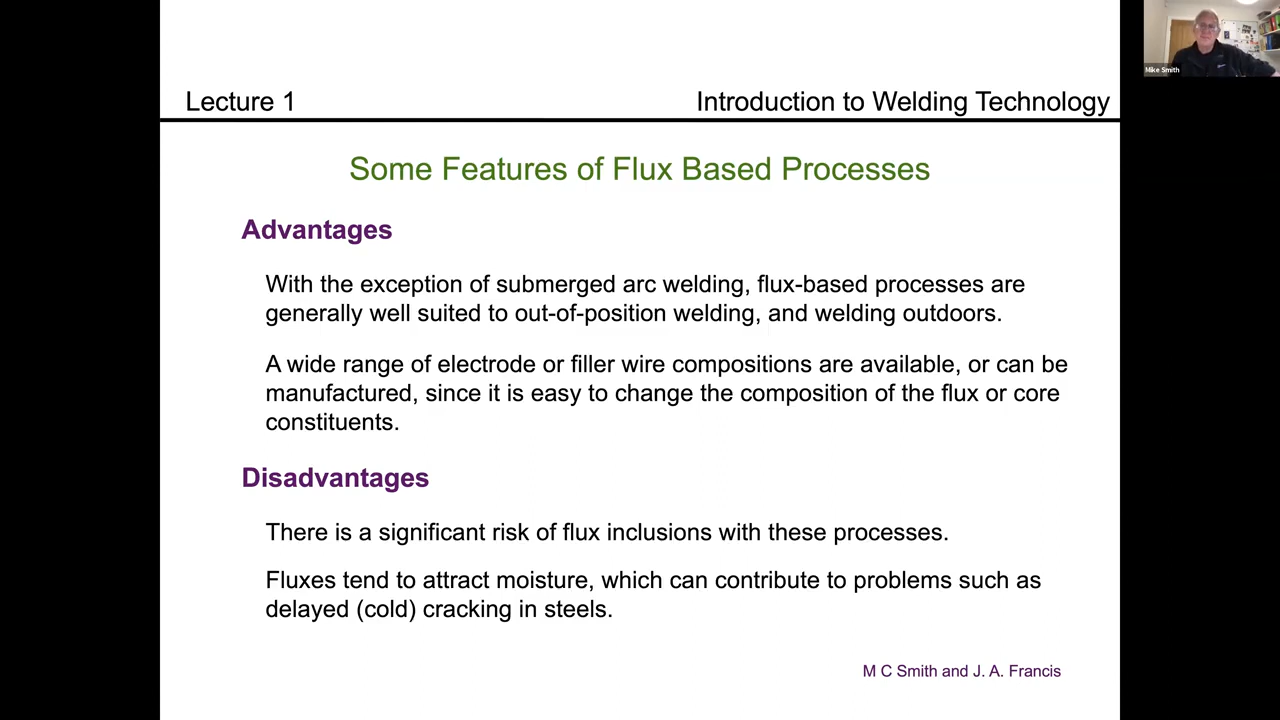 Lecture 1
Introduction to Welding Technology
Some Features of Flux Based Processes
Advantages
With the exception of submerged arc welding, flux-based processes are
generally well suited to out-of-position welding, and welding outdoors.
A wide range of electrode or filler wire compositions are available, or can be
manufactured, since it is easy to change the composition of the flux or core
constituents.
Disadvantages
There is a significant risk of flux inclusions with these processes.
Fluxes tend to attract moisture, which can contribute to problems such as
delayed (cold) cracking in steels.
M C Smith and J. A. Francis
Mike Smith